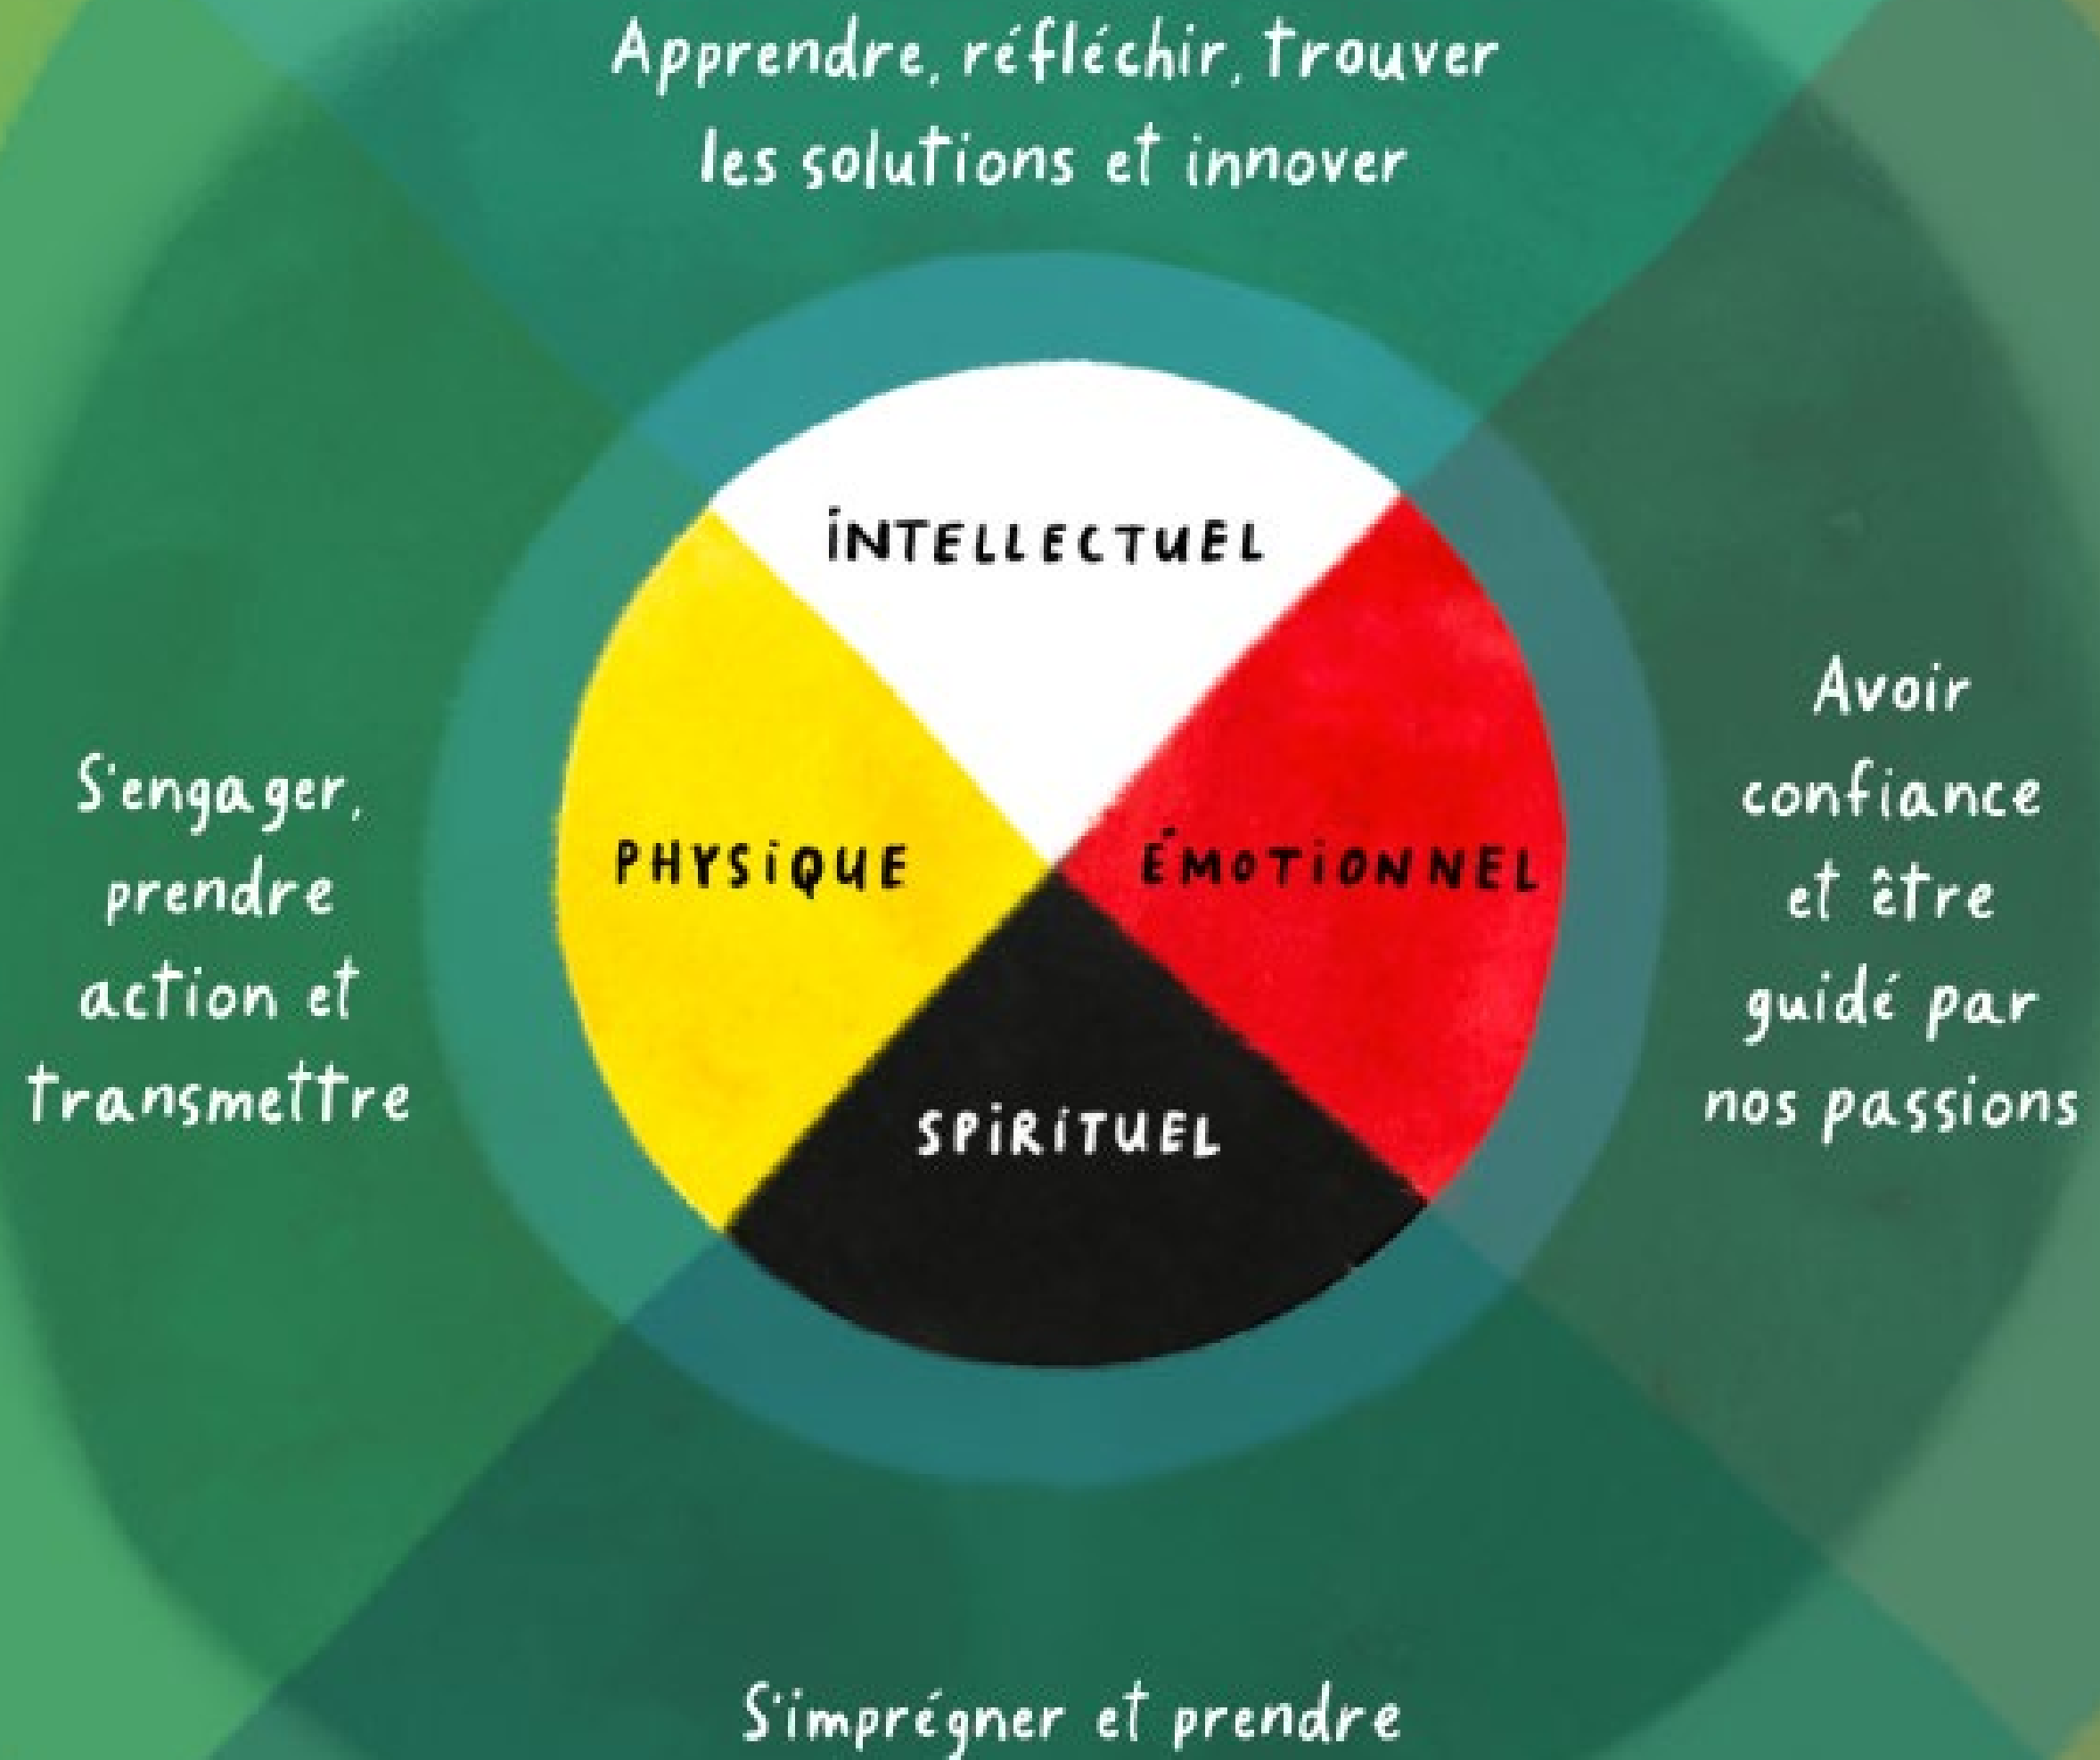 Apprendre, réfléchir, trouver
les solutions et innover
INTELLECTUEL
S'engager,
prendre
action et
transmettre
PHYSIQUE
ÉMOTIONNEL
Avoir
confiance
et être
guidé par
nos passions
SPIRITUEL
S'imprégner et prendre